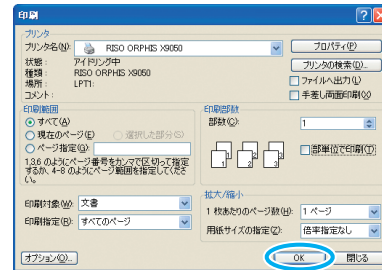 印刷
プリンタ
プリンタ名(N): RISO ORPHIS X9050
プロパティ(P)
状態: アイドリング中
プリンタの検索(D)...
種類: RISO ORPHIS X9050
場所: LPT1:
ファイルへ出力(L)
コメント:
手差し両面印刷(X)
印刷範囲
すべて(A)
現在のページ(E)
選択した部分(S)
ページ指定(G):
1,3,6 のようにページ番号をカンマで区切って指定
するか、4-8 のようにページ範囲を指定してくださ
い。
印刷部数
部数(C): 1
部単位で印刷(T)
印刷対象(W): 文書
印刷指定(R): すべてのページ
拡大/縮小
1 枚あたりのページ数(H): 1 ページ
用紙サイズの指定(Z): 倍率指定なし
オプション(O)...
OK
閉じる